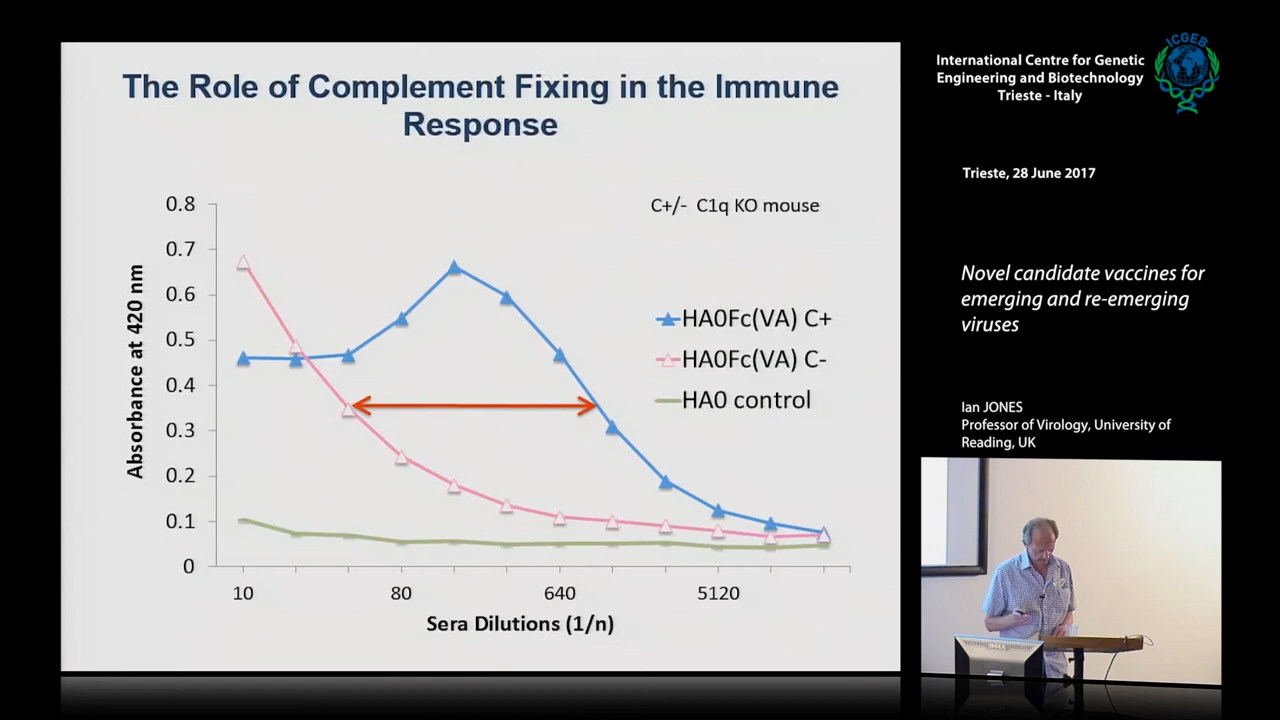 The Role of Complement Fixing in the Immune
Response
C+/- C1q KO mouse
Absorbance at 420 nm
0.8
0.7
0.6
0.5
0.4
0.3
0.2
0.1
0
HA0Fc(VA) C+
HA0Fc(VA) C-
HA0 control
10
80
640
5120
Sera Dilutions (1/n)
ICGEB
International Centre for Genetic
Engineering and Biotechnology
Trieste - Italy
Trieste, 28 June 2017
Novel candidate vaccines for
emerging and re-emerging
viruses
Ian JONES
Professor of Virology, University of
Reading, UK